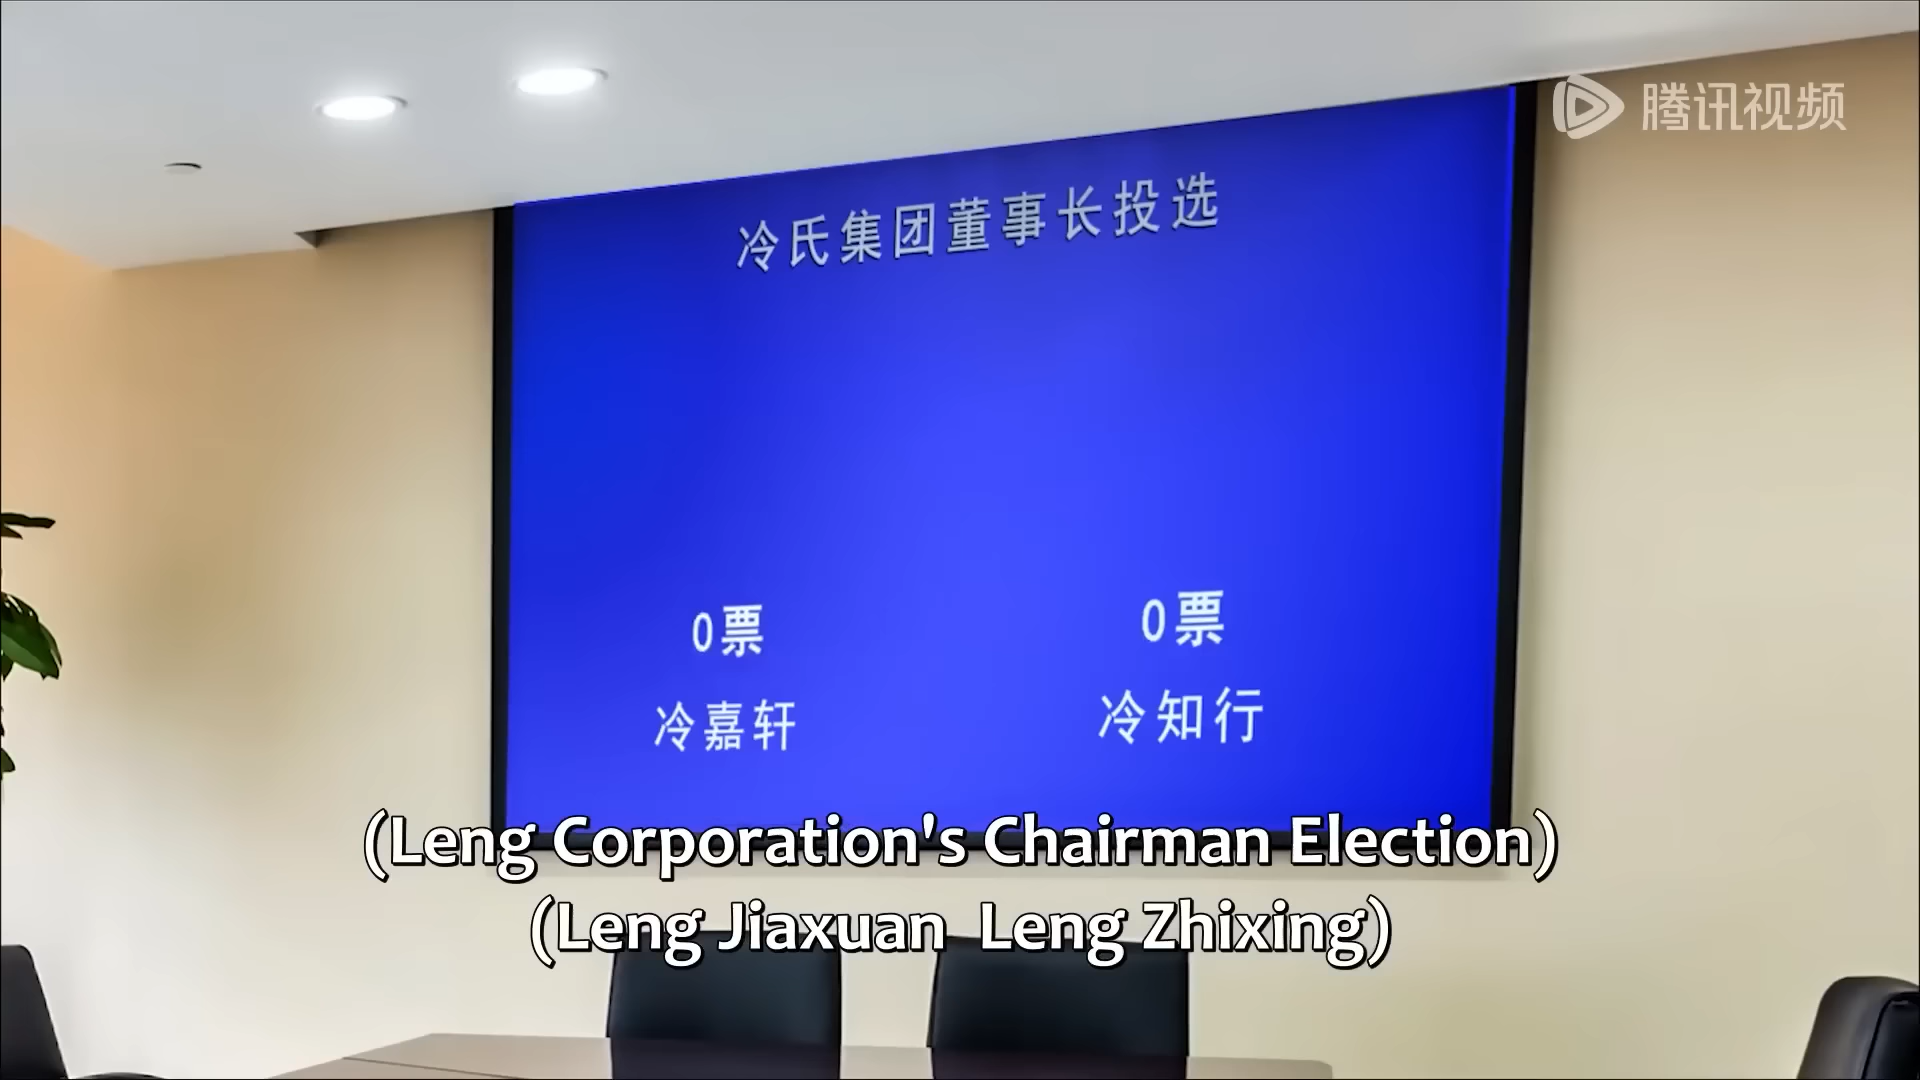 腾讯视频
冷氏集团董事长投选
0票 0票
冷嘉轩 冷知行
(Leng Corporation's Chairman Election)
(Leng Jiaxuan Leng Zhixing)